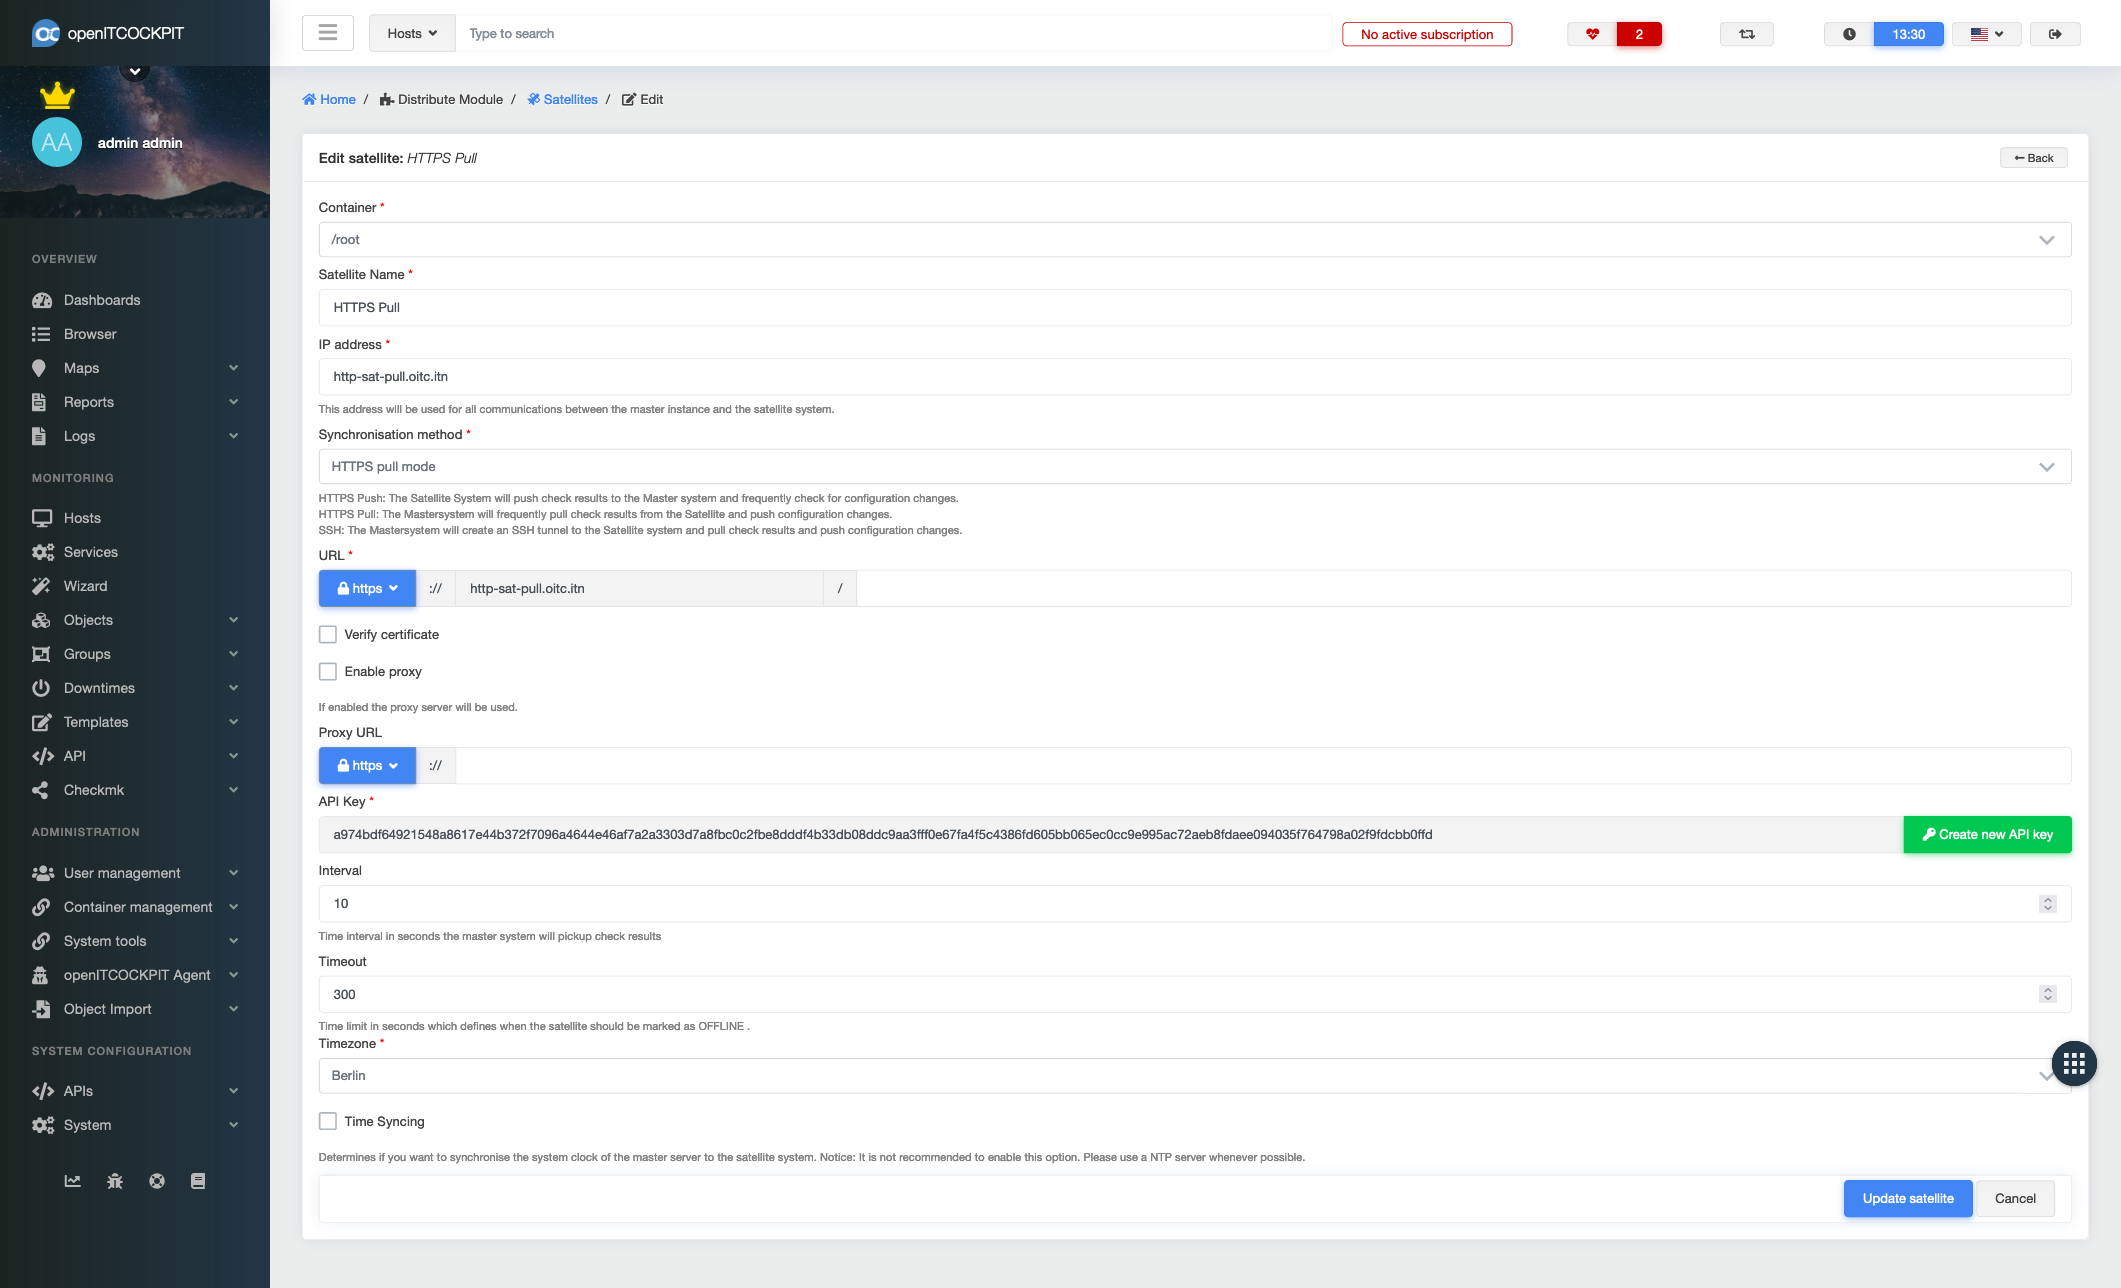 openITCOCKPIT
Hosts
Type to search
No active subscription
2
13:30
AA
admin admin
OVERVIEW
Dashboards
Browser
Maps
Reports
Logs
MONITORING
Hosts
Services
Wizard
Objects
Groups
Downtimes
Templates
API
Checkmk
ADMINISTRATION
User management
Container management
System tools
openITCOCKPIT Agent
Object Import
SYSTEM CONFIGURATION
APIs
System
Home / Distribute Module / Satellites / Edit
Edit satellite: HTTPS Pull
Back
Container *
/root
Satellite Name *
HTTPS Pull
IP address *
http-sat-pull.oitc.itn
This address will be used for all communications between the master instance and the satellite system.
Synchronisation method *
HTTPS pull mode
HTTPS Push: The Satellite System will push check results to the Master system and frequently check for configuration changes.
HTTPS Pull: The Mastersystem will frequently pull check results from the Satellite and push configuration changes.
SSH: The Mastersystem will create an SSH tunnel to the Satellite system and pull check results and push configuration changes.
URL *
https :// http-sat-pull.oitc.itn /
Verify certificate
Enable proxy
If enabled the proxy server will be used.
Proxy URL
https ://
API Key *
a974bdf64921548a8617e44b372f7096a4644e46af7a2a3303d7a8fbc0c2fbe8dddf4b33db08ddc9aa3fff0e67fa4f5c4386fd605bb065ec0cc9e995ac72aeb8fdaee094035f764798a02f9fdcbb0ffd
Create new API key
Interval
10
Time interval in seconds the master system will pickup check results
Timeout
300
Time limit in seconds which defines when the satellite should be marked as OFFLINE .
Timezone *
Berlin
Time Syncing
Determines if you want to synchronise the system clock of the master server to the satellite system. Notice: It is not recommended to enable this option. Please use a NTP server whenever possible.
Update satellite
Cancel